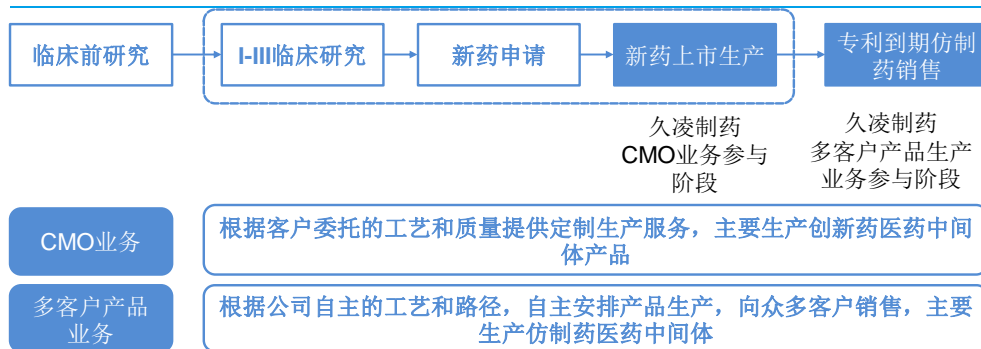 临床前研究
I-III临床研究
新药申请
新药上市生产
专利到期仿制
药销售
久凌制药
CMO业务参与
阶段
久凌制药
多客户产品生产
业务参与阶段
CMO业务
根据客户委托的工艺和质量提供定制生产服务，主要生产创新药医药中间
体产品
多客户产品
业务
根据公司自主的工艺和路径，自主安排产品生产，向众多客户销售，主要
生产仿制药医药中间体